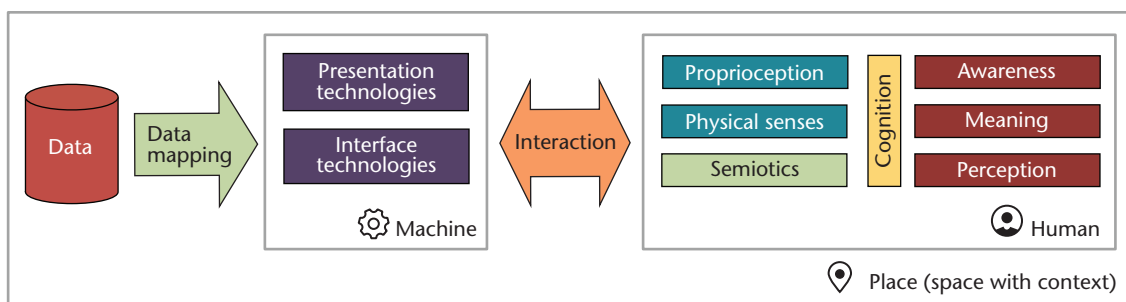 Data
Data
mapping
Presentation
technologies
Interface
technologies
Machine
Interaction
Proprioception
Physical senses
Semiotics
Cognition
Awareness
Meaning
Perception
Human
Place (space with context)